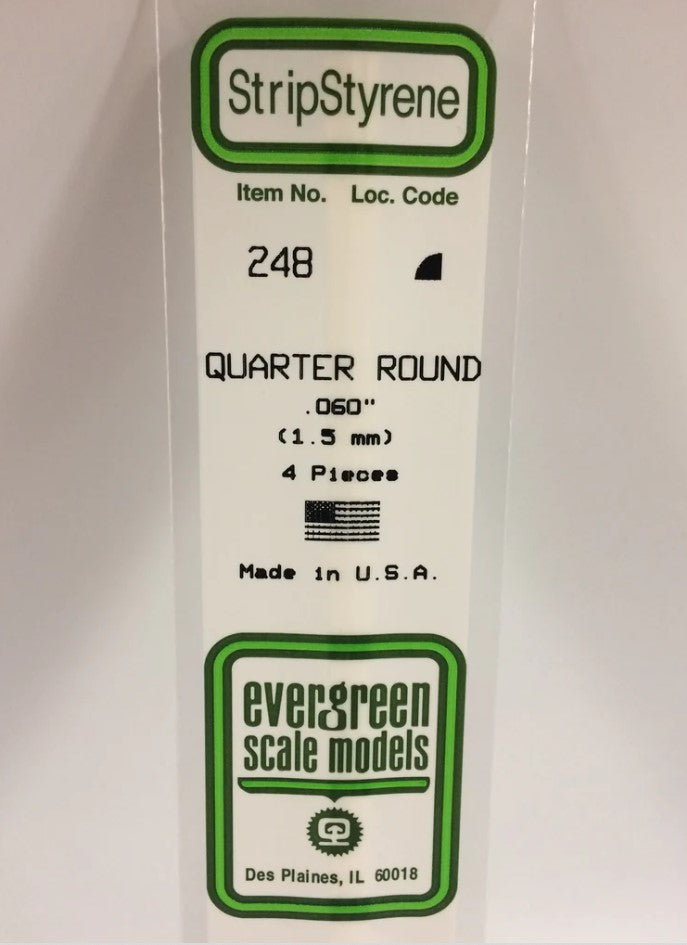 StripStyrene
Item No. Loc. Code
248
QUARTER ROUND
.060"
(1.5 mm)
4 Pieces
Made in U.S.A.
evergreen
scale models
Des Plaines, IL 60018